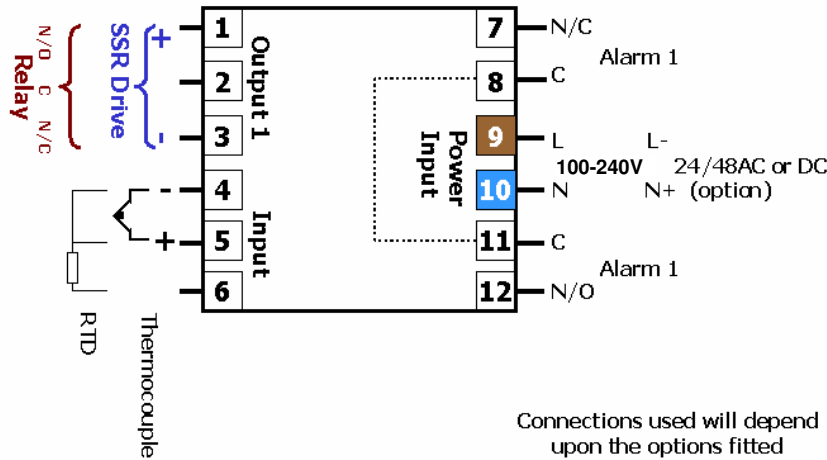 N/O C N/C
Relay
SSR Drive
+
-
1
2
3
4
5
6
Output 1
Input
-
+
RTD
Thermocouple
7 N/C
8 C
Alarm 1
9 L L-
Power Input
100-240V 24/48AC or DC
10 N N+ (option)
11 C
Alarm 1
12 N/O
Connections used will depend
upon the options fitted